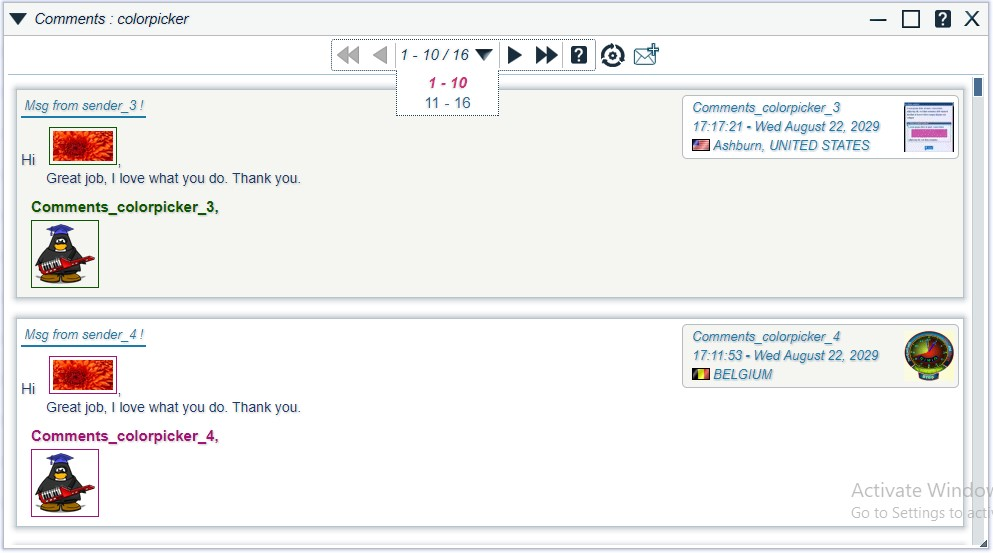 Comments : colorpicker
?
X
1 - 10 / 16
?
1 - 10
11 - 16
Msg from sender_3 !
Hi ,
Great job, I love what you do. Thank you.
Comments_colorpicker_3,
Comments_colorpicker_3
17:17:21 - Wed August 22, 2029
Ashburn, UNITED STATES
Msg from sender_4 !
Hi ,
Great job, I love what you do. Thank you.
Comments_colorpicker_4,
Comments_colorpicker_4
17:11:53 - Wed August 22, 2029
BELGIUM
Activate Window
Go to Settings to acti